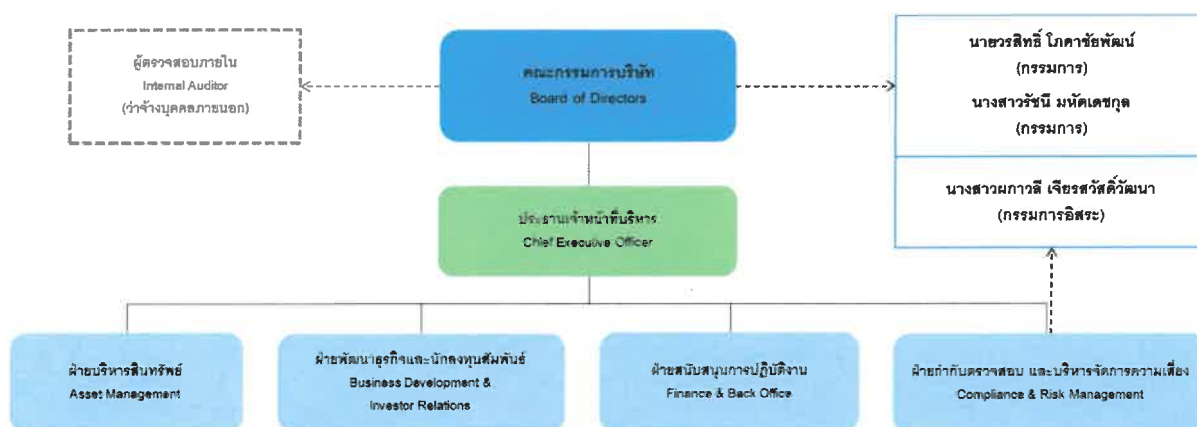 ผู้ตรวจสอบภายใน
Internal Auditor
(ว่าจ้างบุคคลภายนอก)
คณะกรรมการบริษัท
Board of Directors
นายวรสิทธิ์ โภคาชัยพัฒน์
(กรรมการ)
นางสาวรัชนี มหัตเดชกุล
(กรรมการ)
นางสาวผกาวลี เจียรสวัสดิ์วัฒนา
(กรรมการอิสระ)
ประธานเจ้าหน้าที่บริหาร
Chief Executive Officer
ฝ่ายบริหารสินทรัพย์
Asset Management
ฝ่ายพัฒนาธุรกิจและนักลงทุนสัมพันธ์
Business Development &
Investor Relations
ฝ่ายสนับสนุนการปฏิบัติงาน
Finance & Back Office
ฝ่ายกำกับตรวจสอบ และบริหารจัดการความเสี่ยง
Compliance & Risk Management